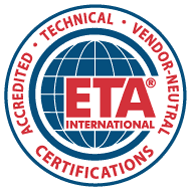 ACCREDITED • TECHNICAL • VENDOR-NEUTRAL
ETA®
INTERNATIONAL
CERTIFICATIONS